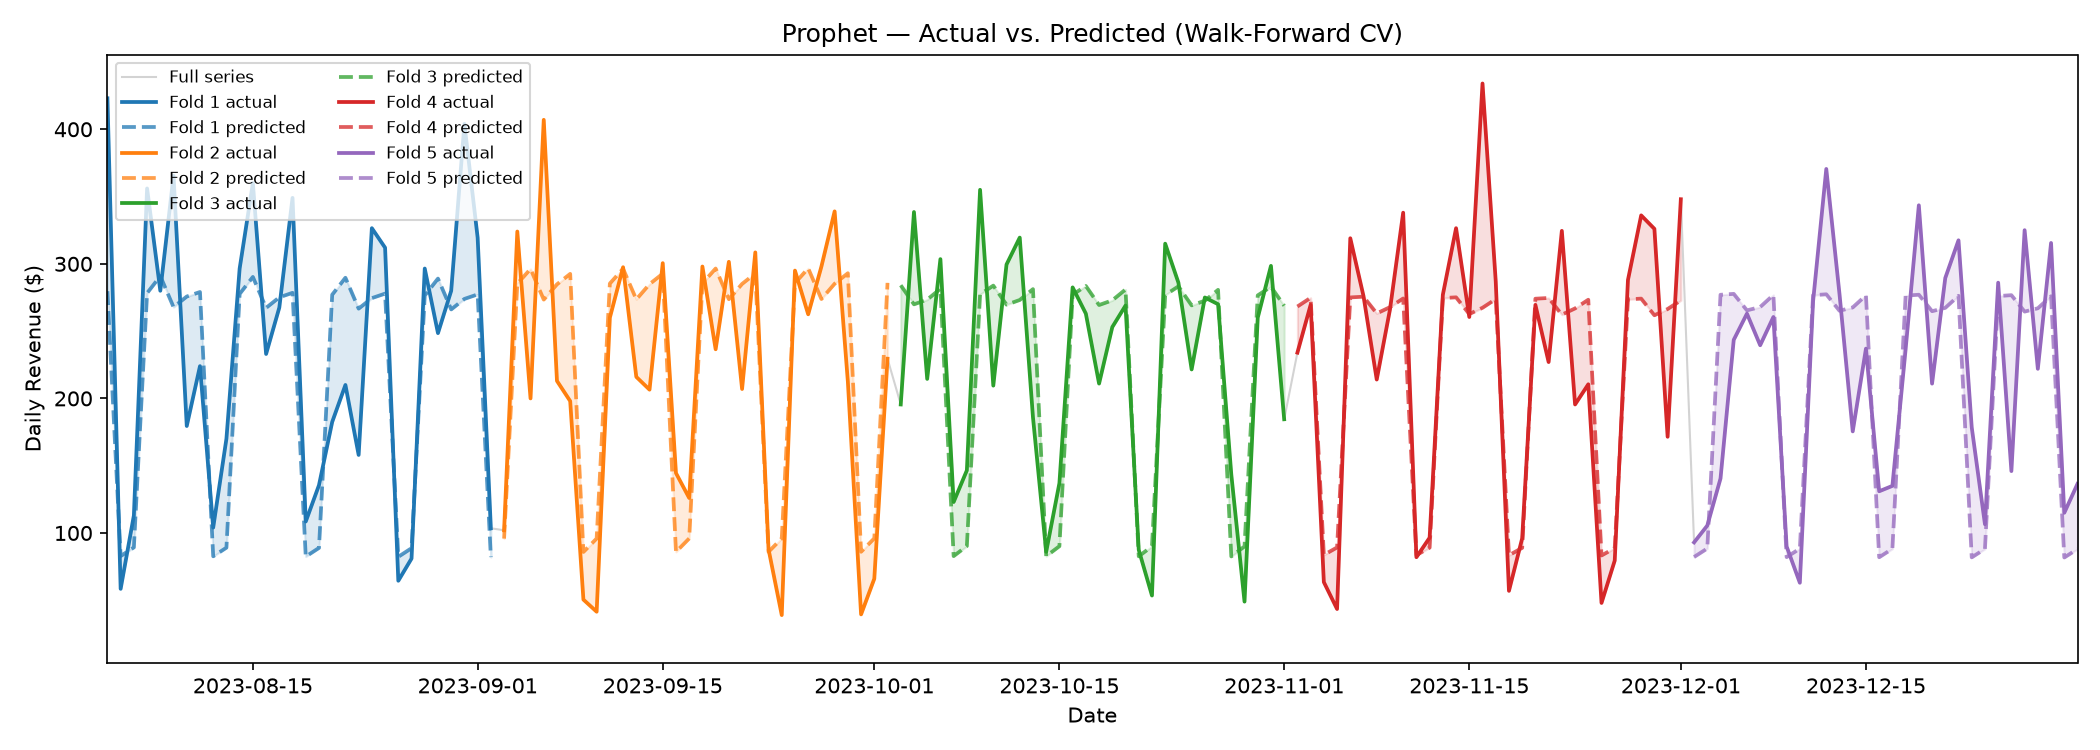 Prophet — Actual vs. Predicted (Walk-Forward CV)
Full series
Fold 1 actual
Fold 1 predicted
Fold 2 actual
Fold 2 predicted
Fold 3 actual
Fold 3 predicted
Fold 4 actual
Fold 4 predicted
Fold 5 actual
Fold 5 predicted
Daily Revenue ($)
400
300
200
100
2023-08-15
2023-09-01
2023-09-15
2023-10-01
2023-10-15
2023-11-01
2023-11-15
2023-12-01
2023-12-15
Date